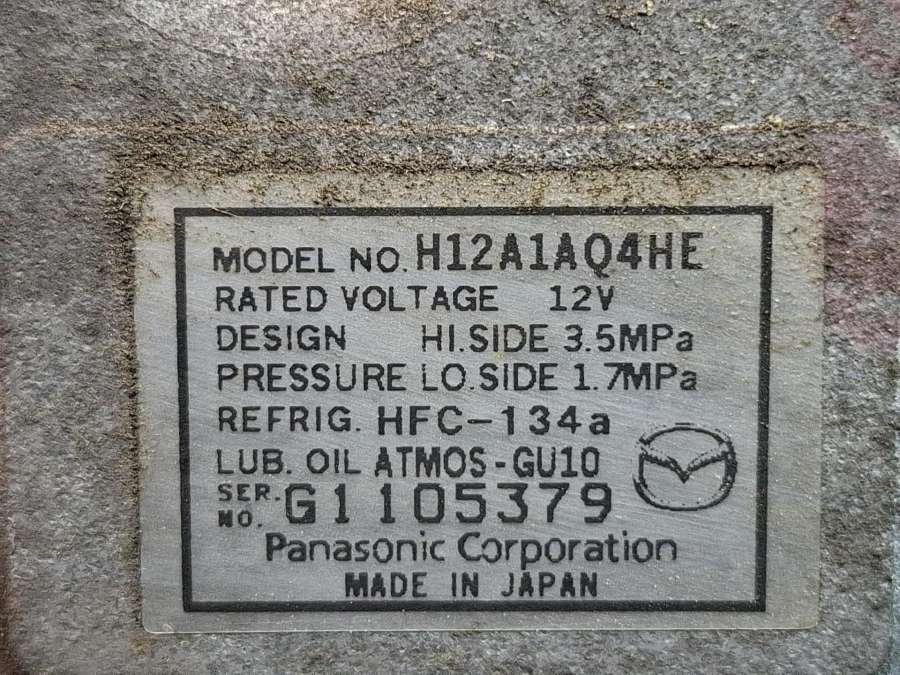 MODEL NO. H12A1AQ4HE
RATED VOLTAGE 12V
DESIGN HI.SIDE 3.5MPa
PRESSURE LO.SIDE 1.7MPa
REFRIG. HFC-134a
LUB. OIL ATMOS-GU10
SER. NO. G1105379
Panasonic Corporation
MADE IN JAPAN